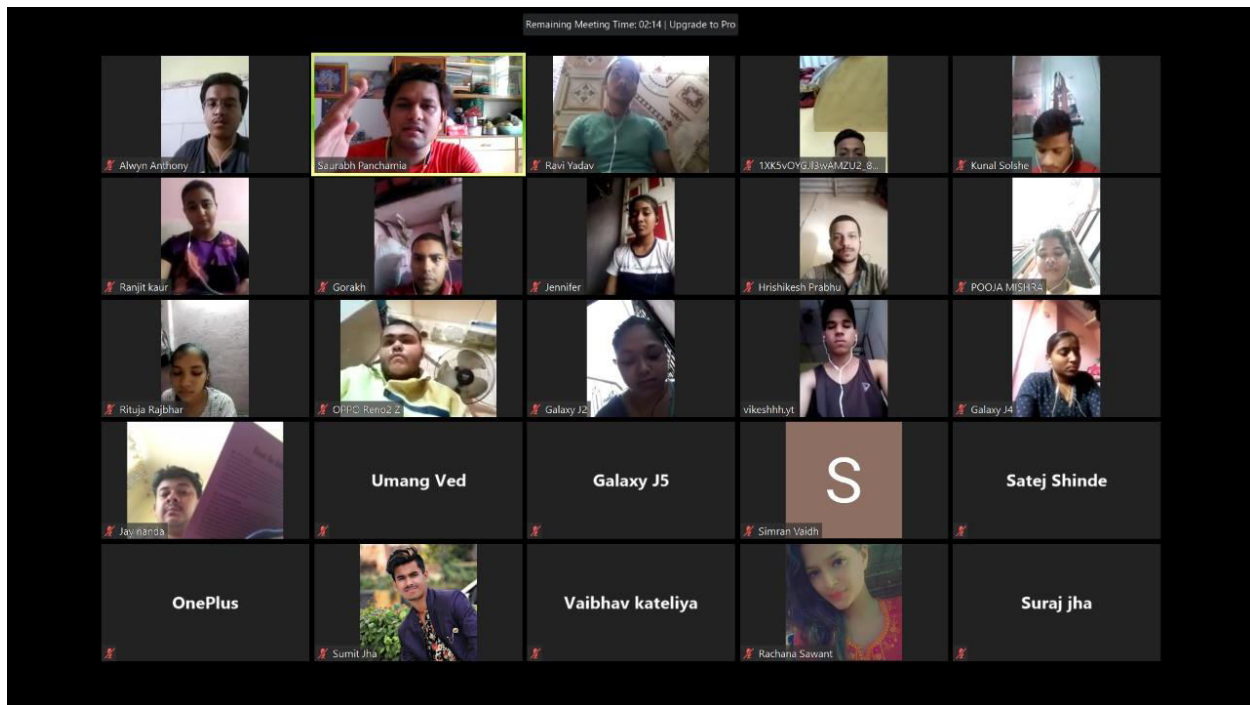 Remaining Meeting Time: 02:14 | Upgrade to Pro
Alwyn Anthony
Saurabh Panchamia
Ravi Yadav
Kunal Solshe
Ranjit kaur
Gorakh
Jennifer
Hrishikesh Prabhu
POOJA MISHRA
Rituja Rajbhar
OPPO Reno2 Z
Galaxy J2
vikeshhh.yt
Galaxy J4
Jay nanda
Umang Ved
Galaxy J5
S
Simran Vaidh
Satej Shinde
OnePlus
Sumit Jha
Vaibhav kateliya
Rachana Sawant
Suraj jha